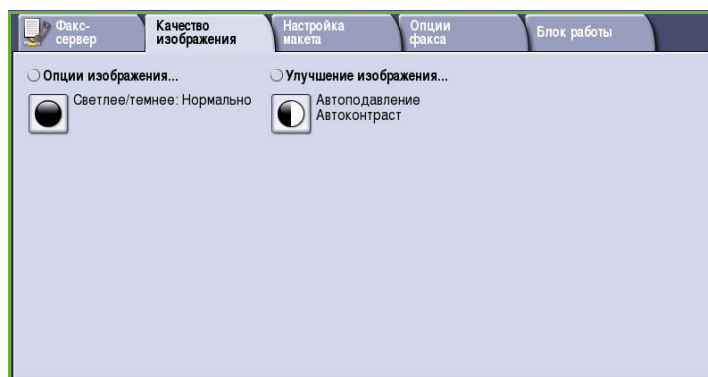 Факс-
сервер
Качество
изображения
Настройка
макета
Опции
факса
Блок работы
Опции изображения...
Светлее/темнее: Нормально
Улучшение изображения...
Автоподавление
Автоконтраст